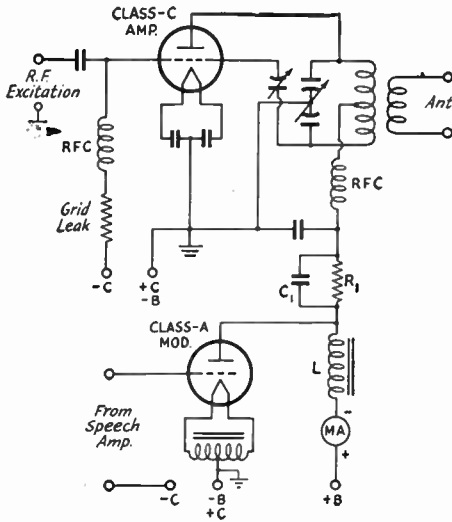 CLASS-C
AMP.
R.F.
Excitation
Ant.
RFC
RFC
Grid
Leak
-C
+C
-B
C1
R1
CLASS-A
MOD.
L
From
Speech Amp.
-
MA
+
-C
-B
+C
+B